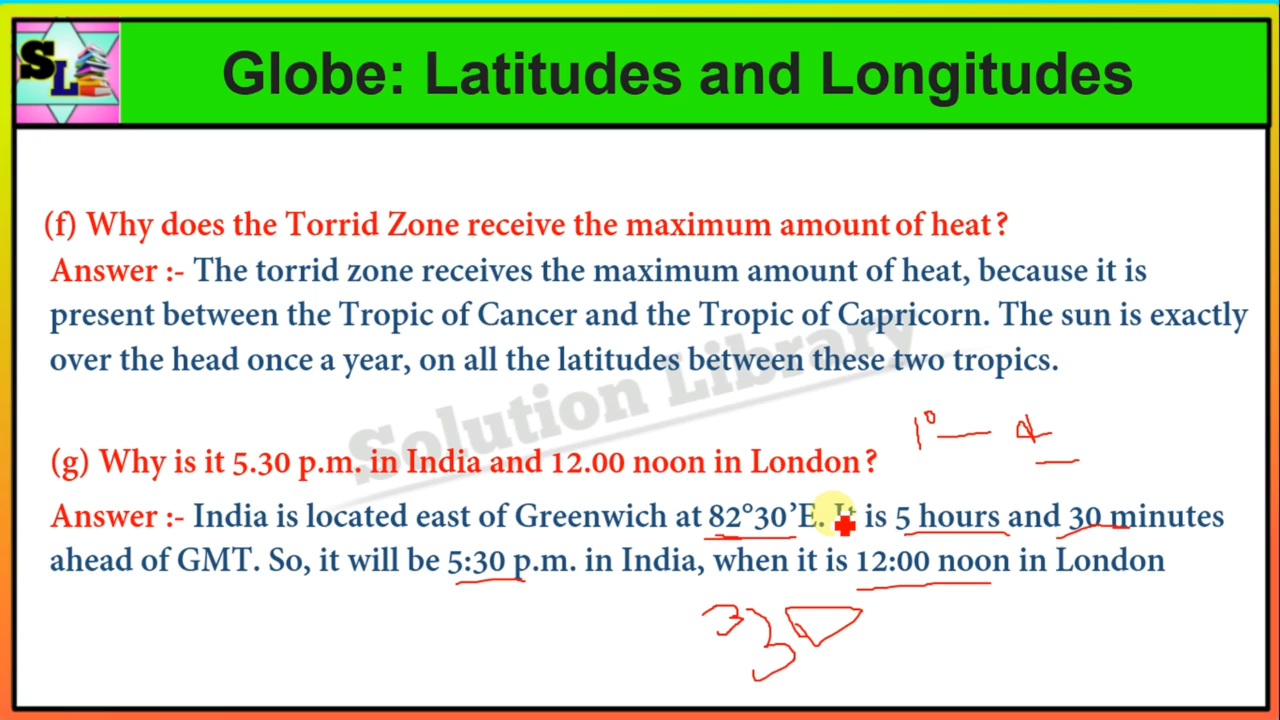 SL
Globe: Latitudes and Longitudes
(f) Why does the Torrid Zone receive the maximum amount of heat?
Answer :- The torrid zone receives the maximum amount of heat, because it is
present between the Tropic of Cancer and the Tropic of Capricorn. The sun is exactly
over the head once a year, on all the latitudes between these two tropics.
Solution Library
1° —
(g) Why is it 5.30 p.m. in India and 12.00 noon in London?
Answer :- India is located east of Greenwich at 82°30’E. It is 5 hours and 30 minutes
ahead of GMT. So, it will be 5:30 p.m. in India, when it is 12:00 noon in London
33